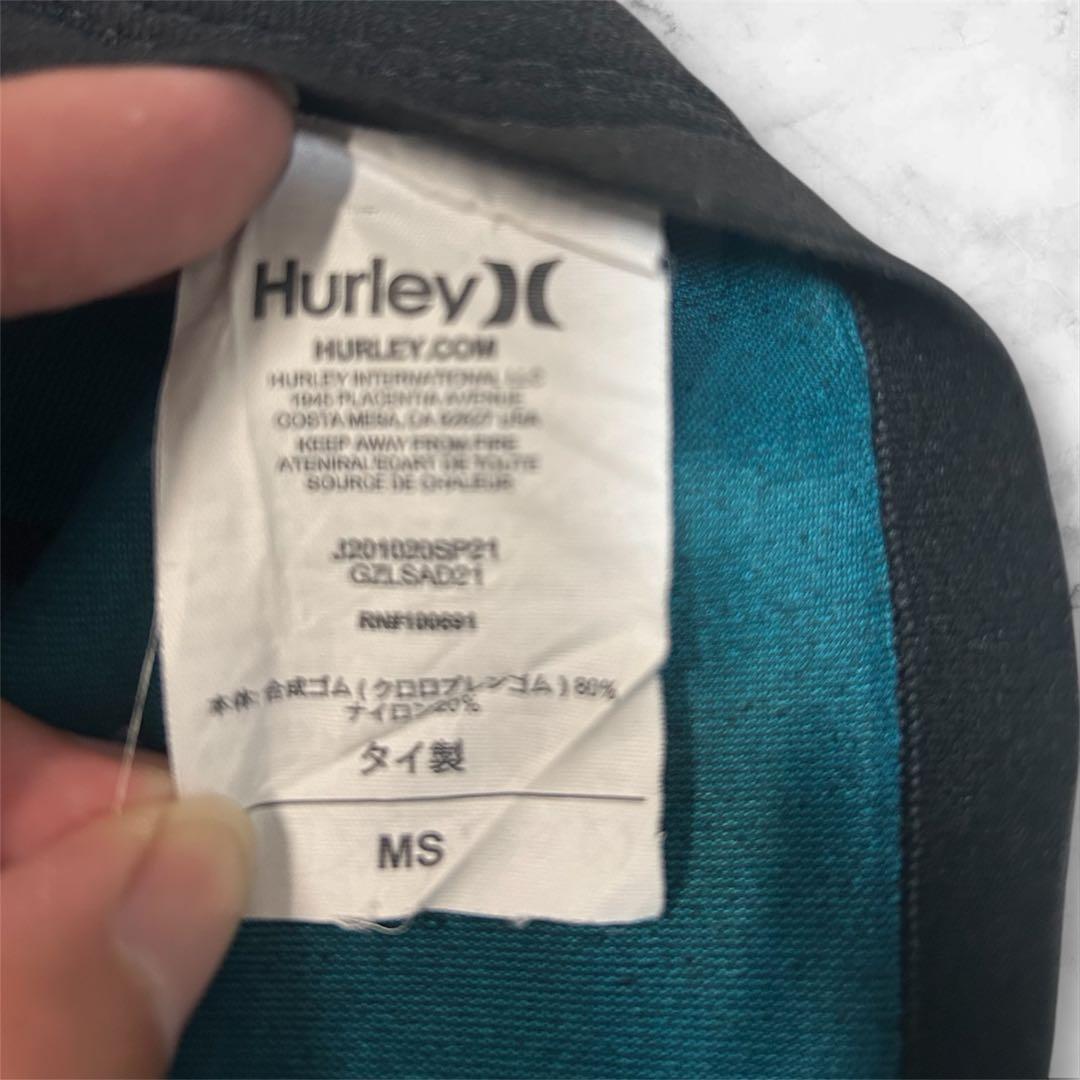 Hurley
HURLEY.COM
HURLEY INTERNATIONAL LLC
1945 PLACENTIA AVENUE
COSTA MESA, CA 92627 USA
KEEP AWAY FROM FIRE
ATENIRAL'ECART DE TOUTE
SOURCE DE CHALEUR
J201020SP21
GZLSAD21
本体: 合成ゴム ( クロロプレンゴム ) 80%
ナイロン20%
タイ製
MS